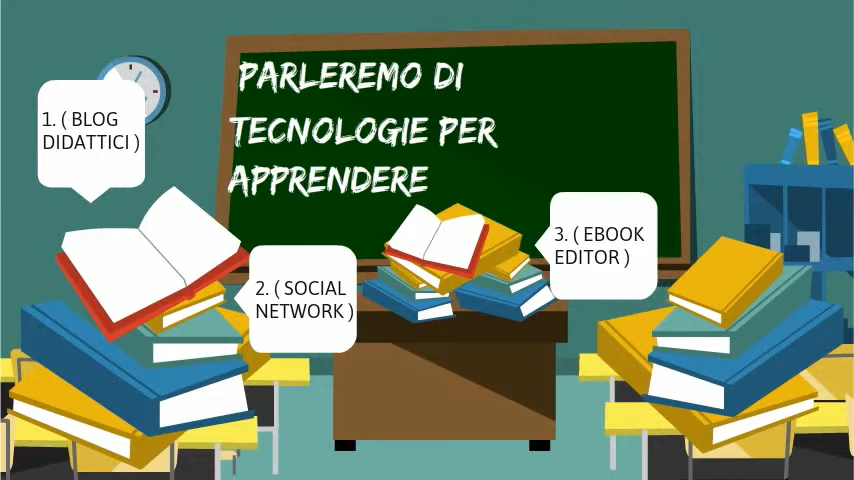 PARLEREMO DI
TECNOLOGIE PER
APPRENDERE
1. ( BLOG
DIDATTICI )
2. ( SOCIAL
NETWORK )
3. ( EBOOK
EDITOR )